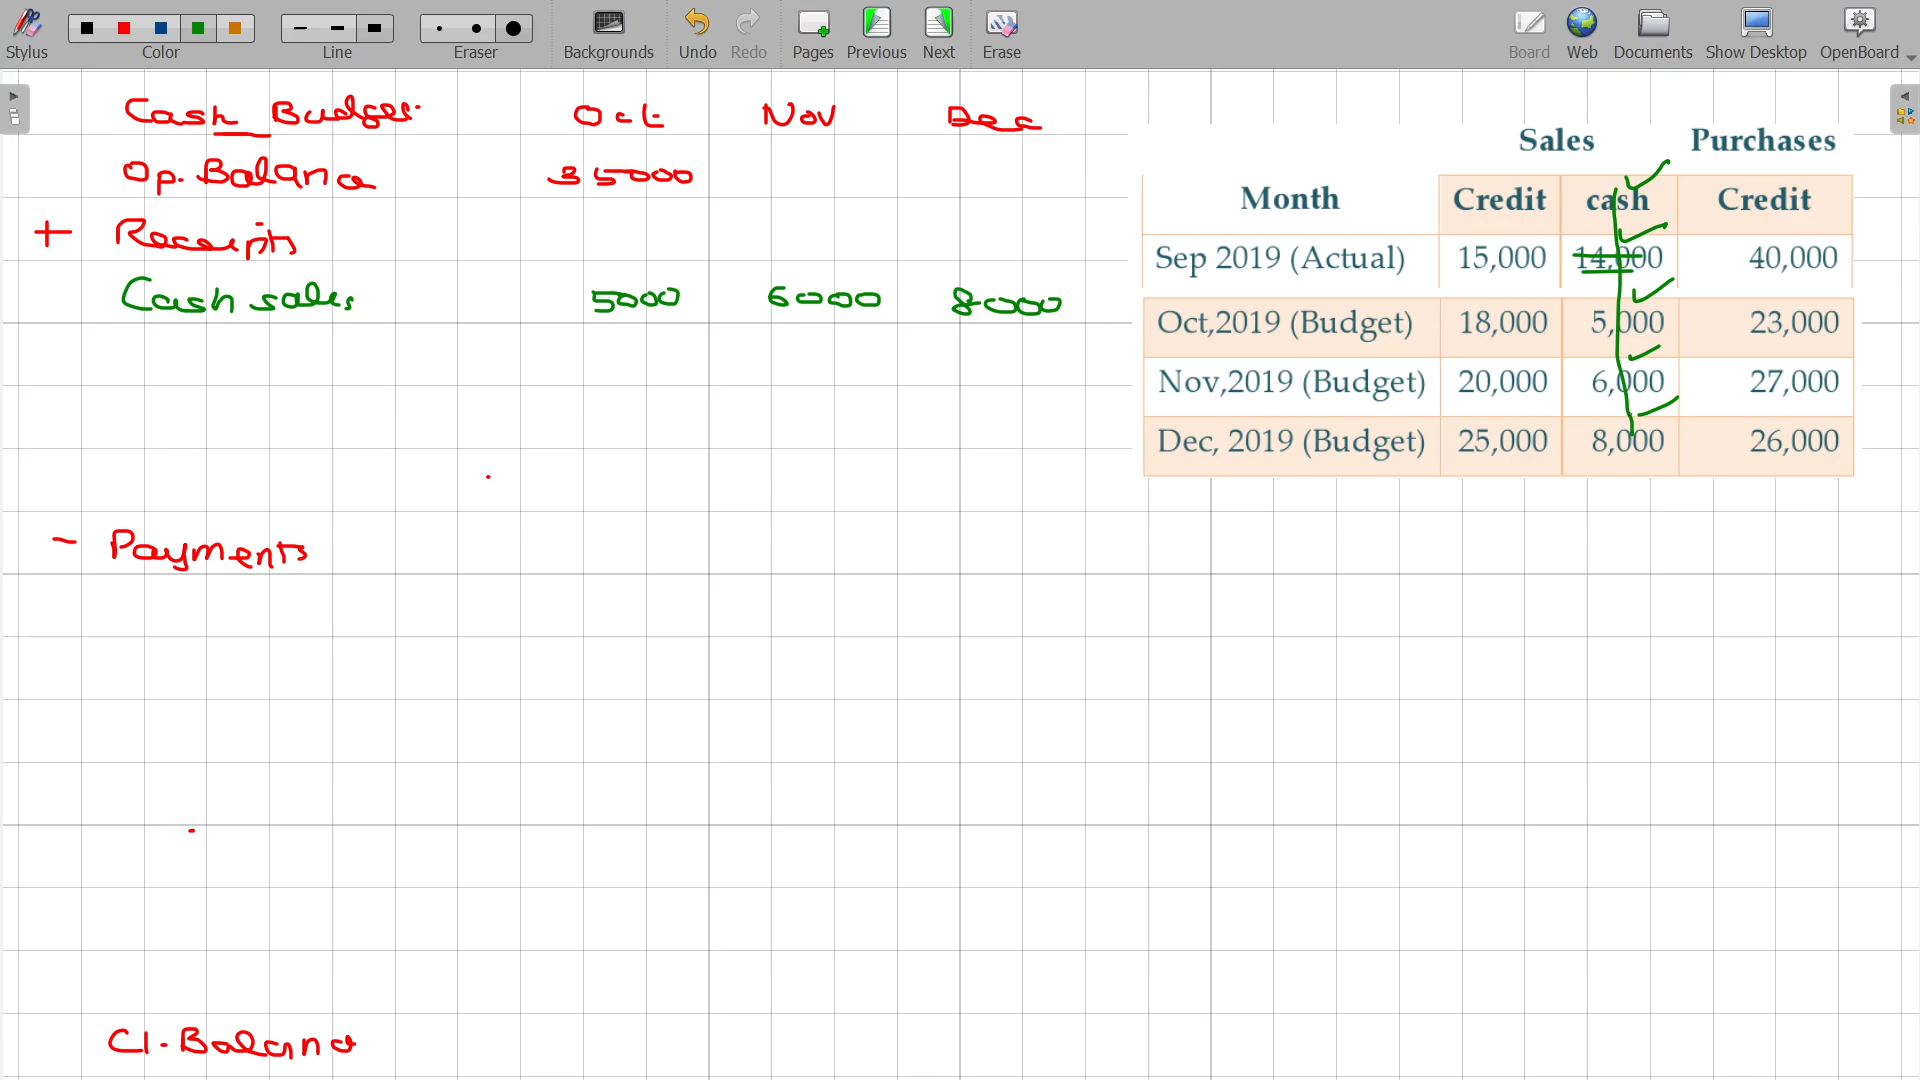 Stylus Color Line Eraser Backgrounds Undo Redo Pages Previous Next Erase Board Web Documents Show Desktop OpenBoard
Cash Budget Oct Nov Dec
Op. Balance 35000
+ Receipts
Cash sales 5000 6000 8000
- Payments
Cl. Balance
Sales Purchases
Month Credit cash Credit
Sep 2019 (Actual) 15,000 14,000 40,000
Oct,2019 (Budget) 18,000 5,000 23,000
Nov,2019 (Budget) 20,000 6,000 27,000
Dec, 2019 (Budget) 25,000 8,000 26,000